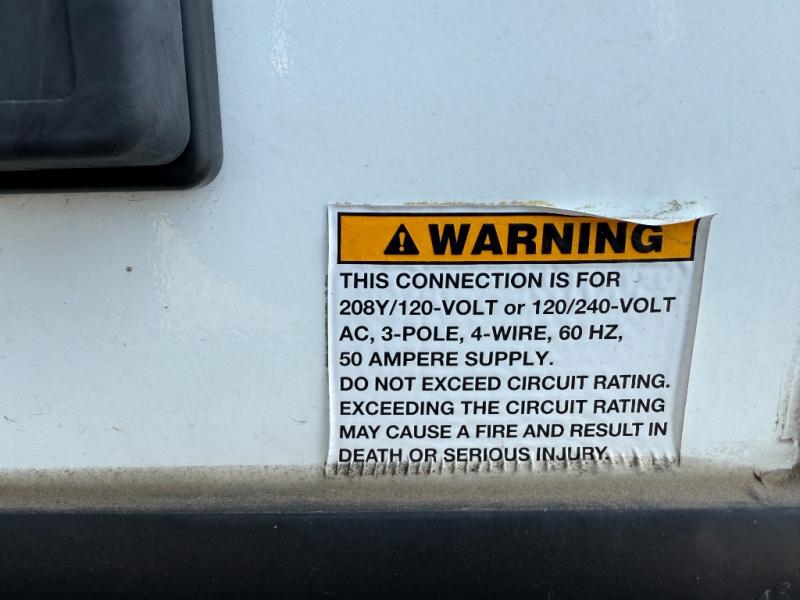 WARNING
THIS CONNECTION IS FOR
208Y/120-VOLT or 120/240-VOLT
AC, 3-POLE, 4-WIRE, 60 HZ,
50 AMPERE SUPPLY.
DO NOT EXCEED CIRCUIT RATING.
EXCEEDING THE CIRCUIT RATING
MAY CAUSE A FIRE AND RESULT IN
DEATH OR SERIOUS INJURY.